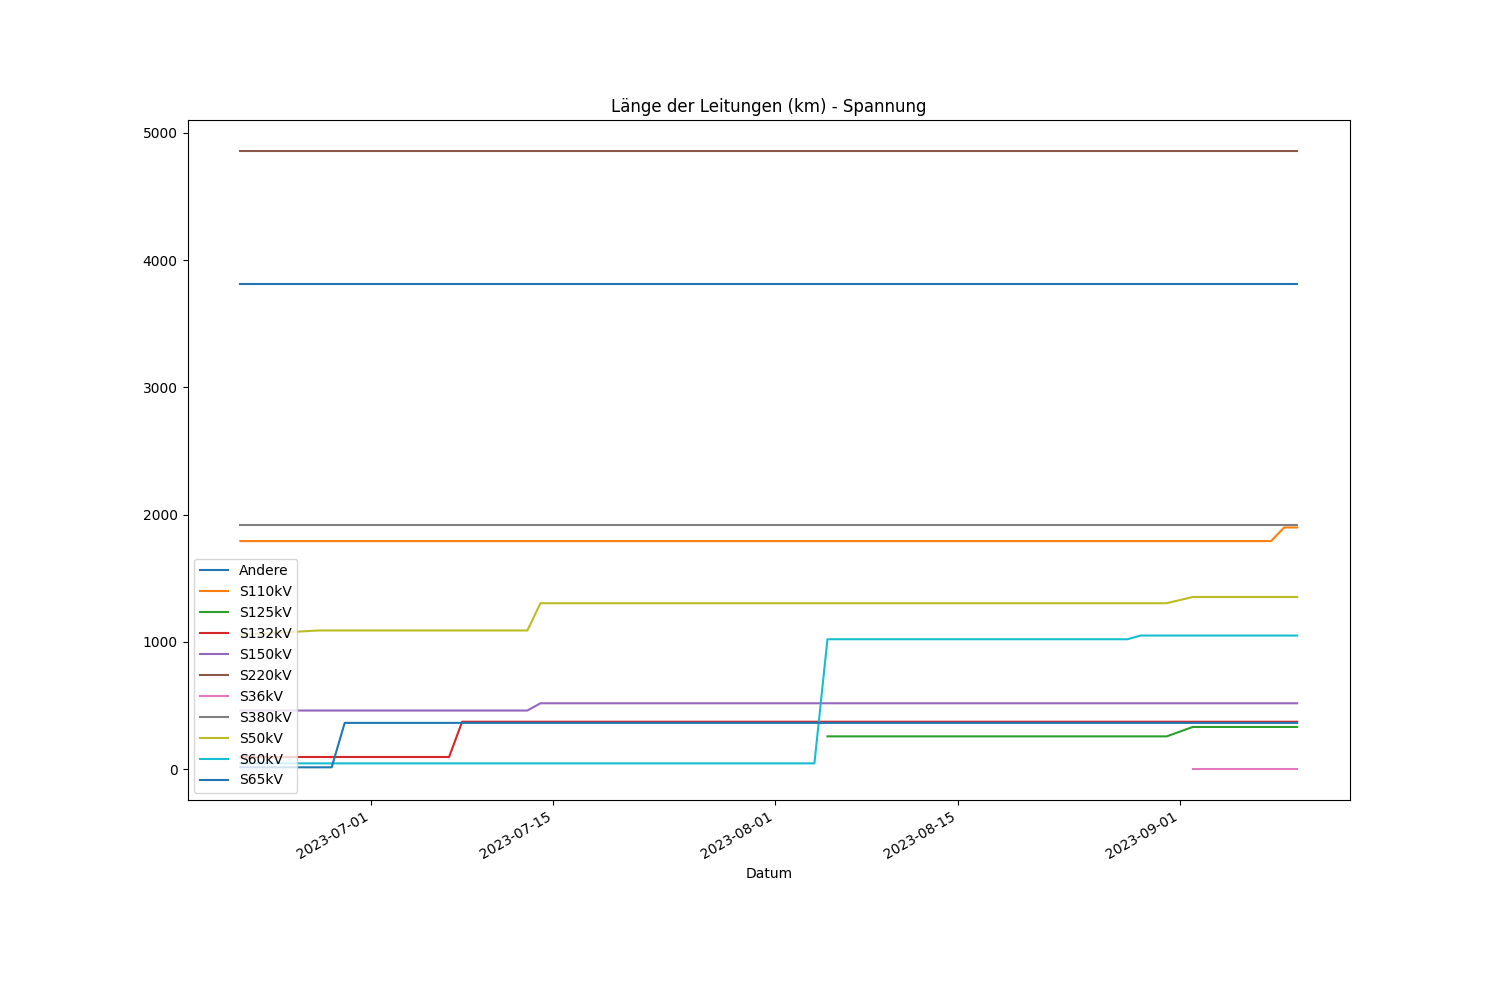 Länge der Leitungen (km) - Spannung
5000
4000
3000
2000
1000
0
Andere
S110kV
S125kV
S132kV
S150kV
S220kV
S36kV
S380kV
S50kV
S60kV
S65kV
2023-07-01
2023-07-15
2023-08-01
2023-08-15
2023-09-01
Datum